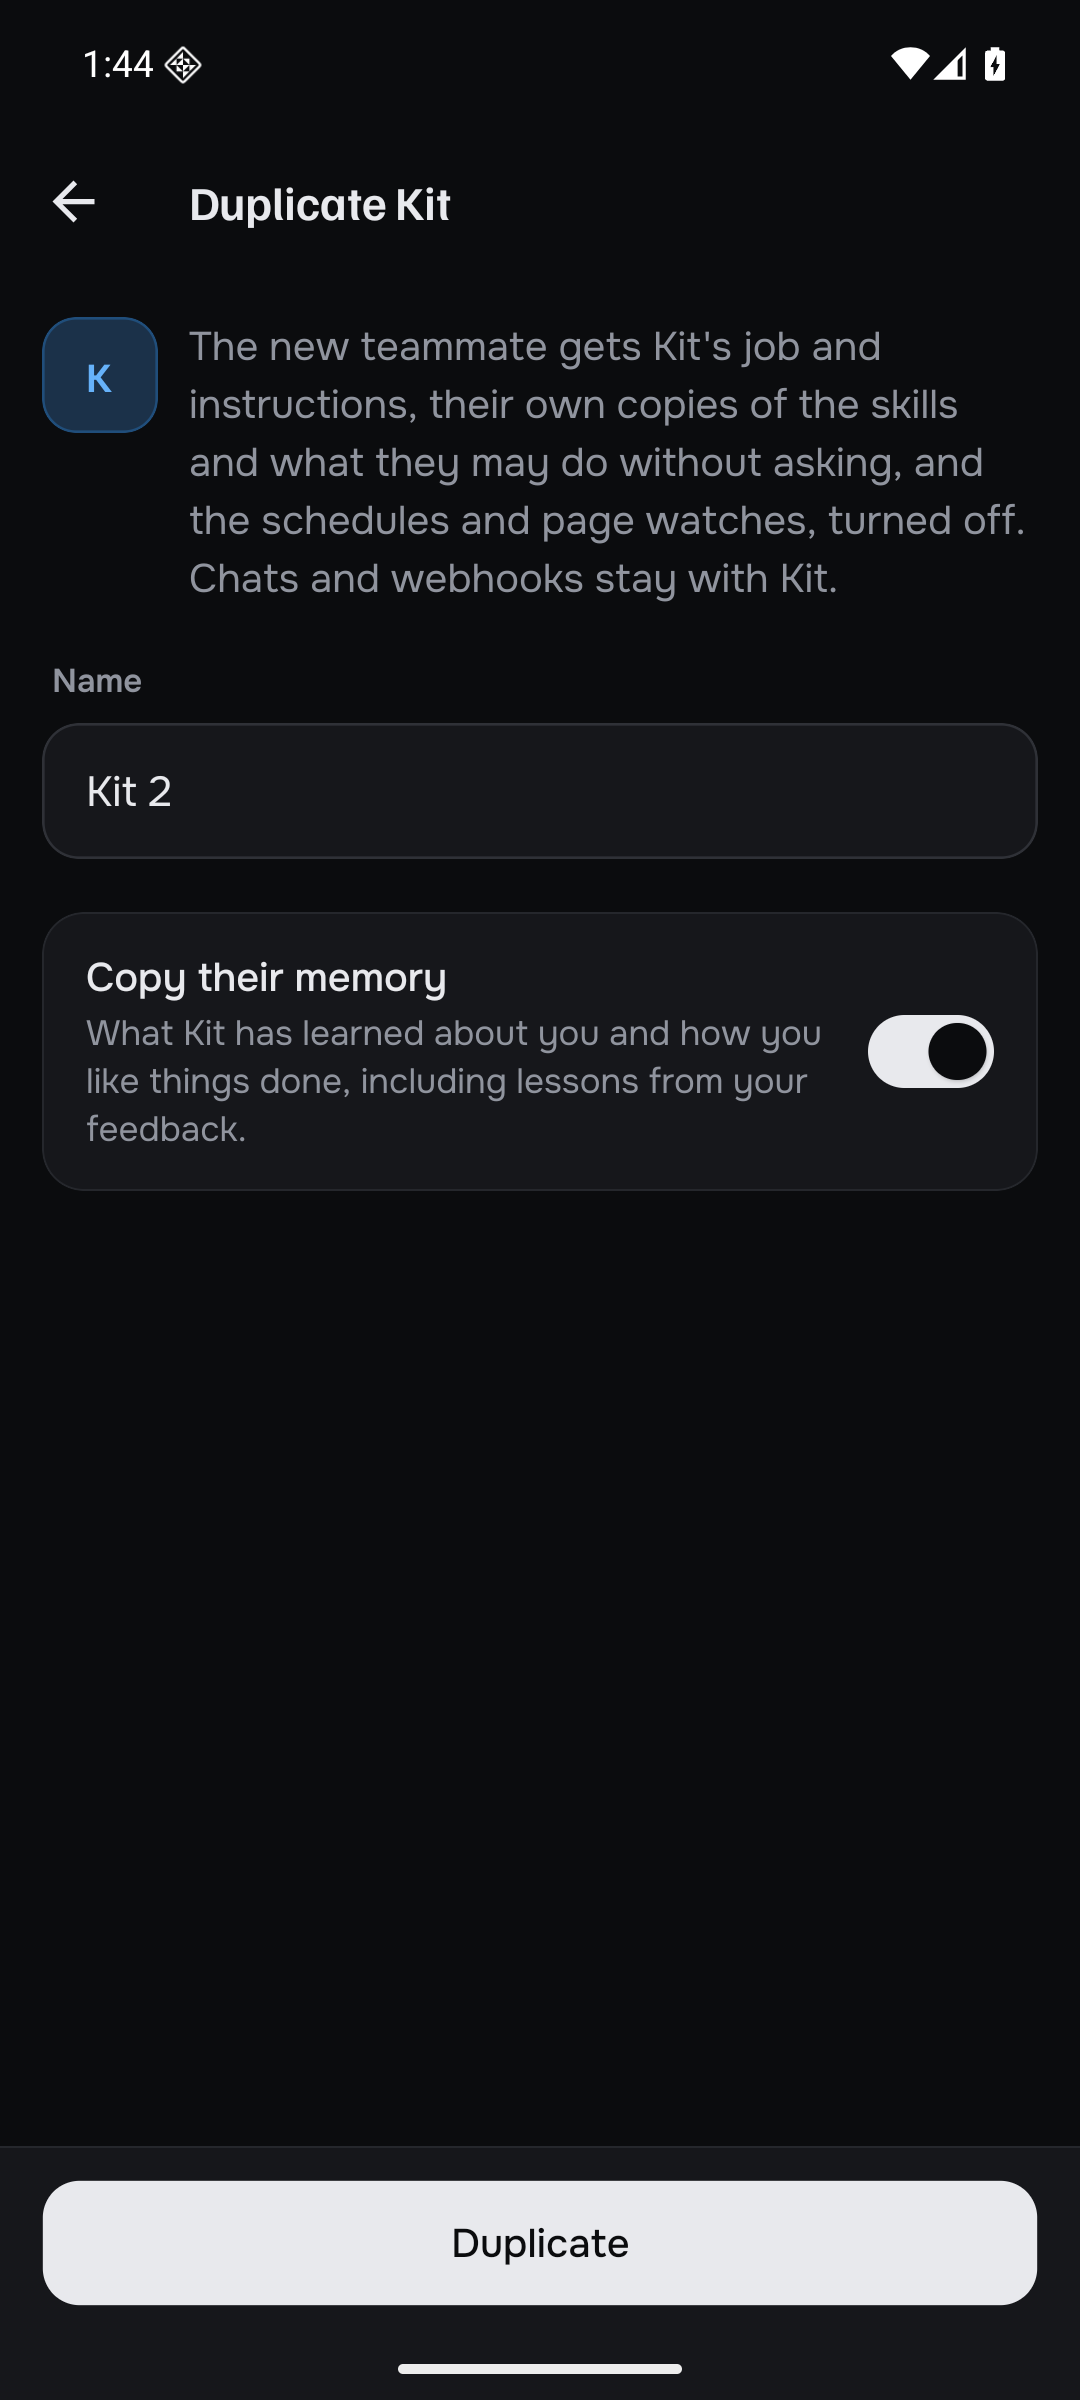 1:44
Duplicate Kit
K
The new teammate gets Kit's job and
instructions, their own copies of the skills
and what they may do without asking, and
the schedules and page watches, turned off.
Chats and webhooks stay with Kit.
Name
Kit 2
Copy their memory
What Kit has learned about you and how you
like things done, including lessons from your
feedback.
Duplicate